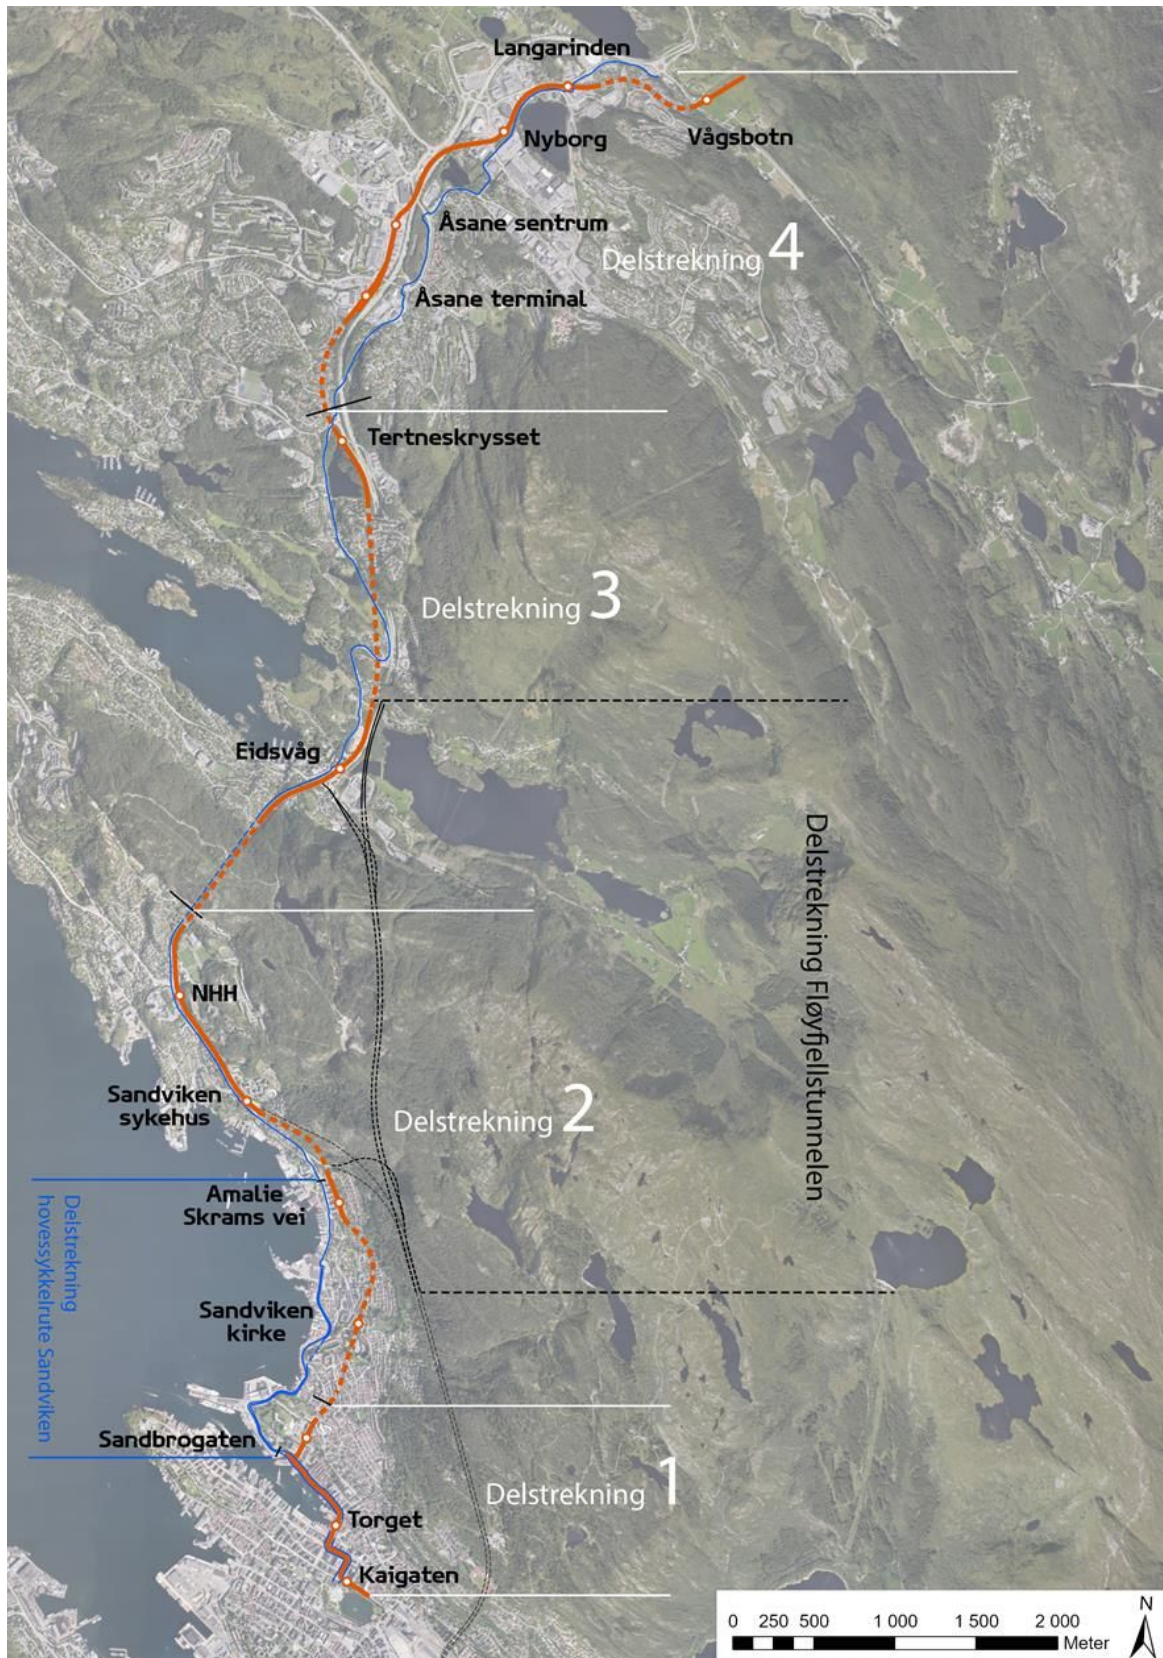 Langarinden
Nyborg
Vågsbotn
Åsane sentrum
Delstrekning 4
Åsane terminal
Tertneskrysset
Delstrekning 3
Eidsvåg
Delstrekning Fløyfjellstunnelen
NHH
Sandviken
sykehus
Delstrekning 2
Amalie
Skrams vei
Delstrekning
hovessykkelrute Sandviken
Sandviken
kirke
Sandbrogaten
Delstrekning 1
Torget
Kaigaten
0 250 500 1 000 1 500 2 000
Meter
N